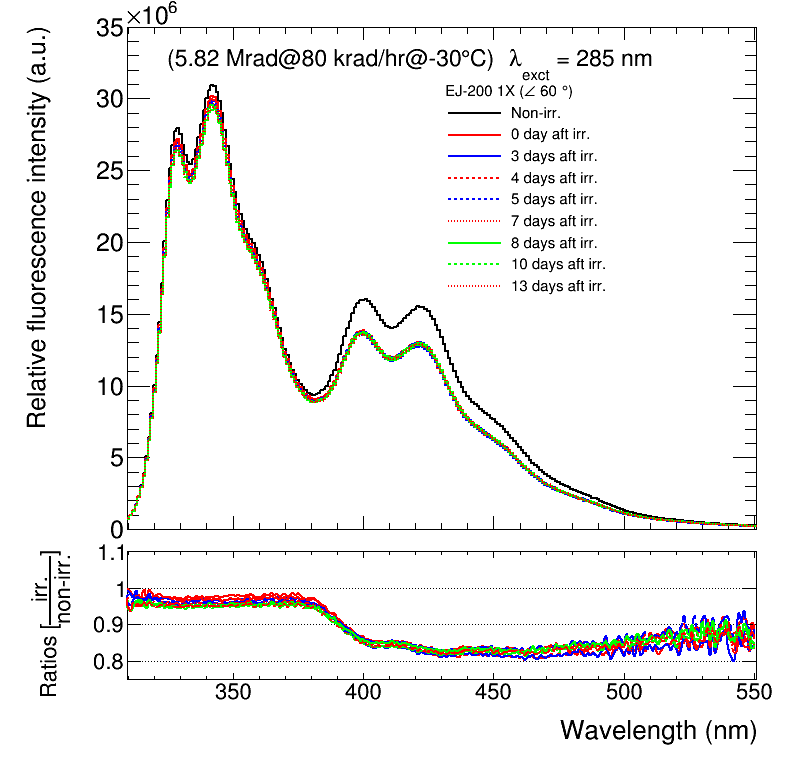 ×10⁶
(5.82 Mrad@80 krad/hr@-30°C) λexct = 285 nm
EJ-200 1X (∠ 60 °)
Non-irr.
0 day aft irr.
3 days aft irr.
4 days aft irr.
5 days aft irr.
7 days aft irr.
8 days aft irr.
10 days aft irr.
13 days aft irr.
Relative fluorescence intensity (a.u.)
35
30
25
20
15
10
5
0
Ratios [irr./non-irr.]
1.1
1
0.9
0.8
350 400 450 500 550
Wavelength (nm)